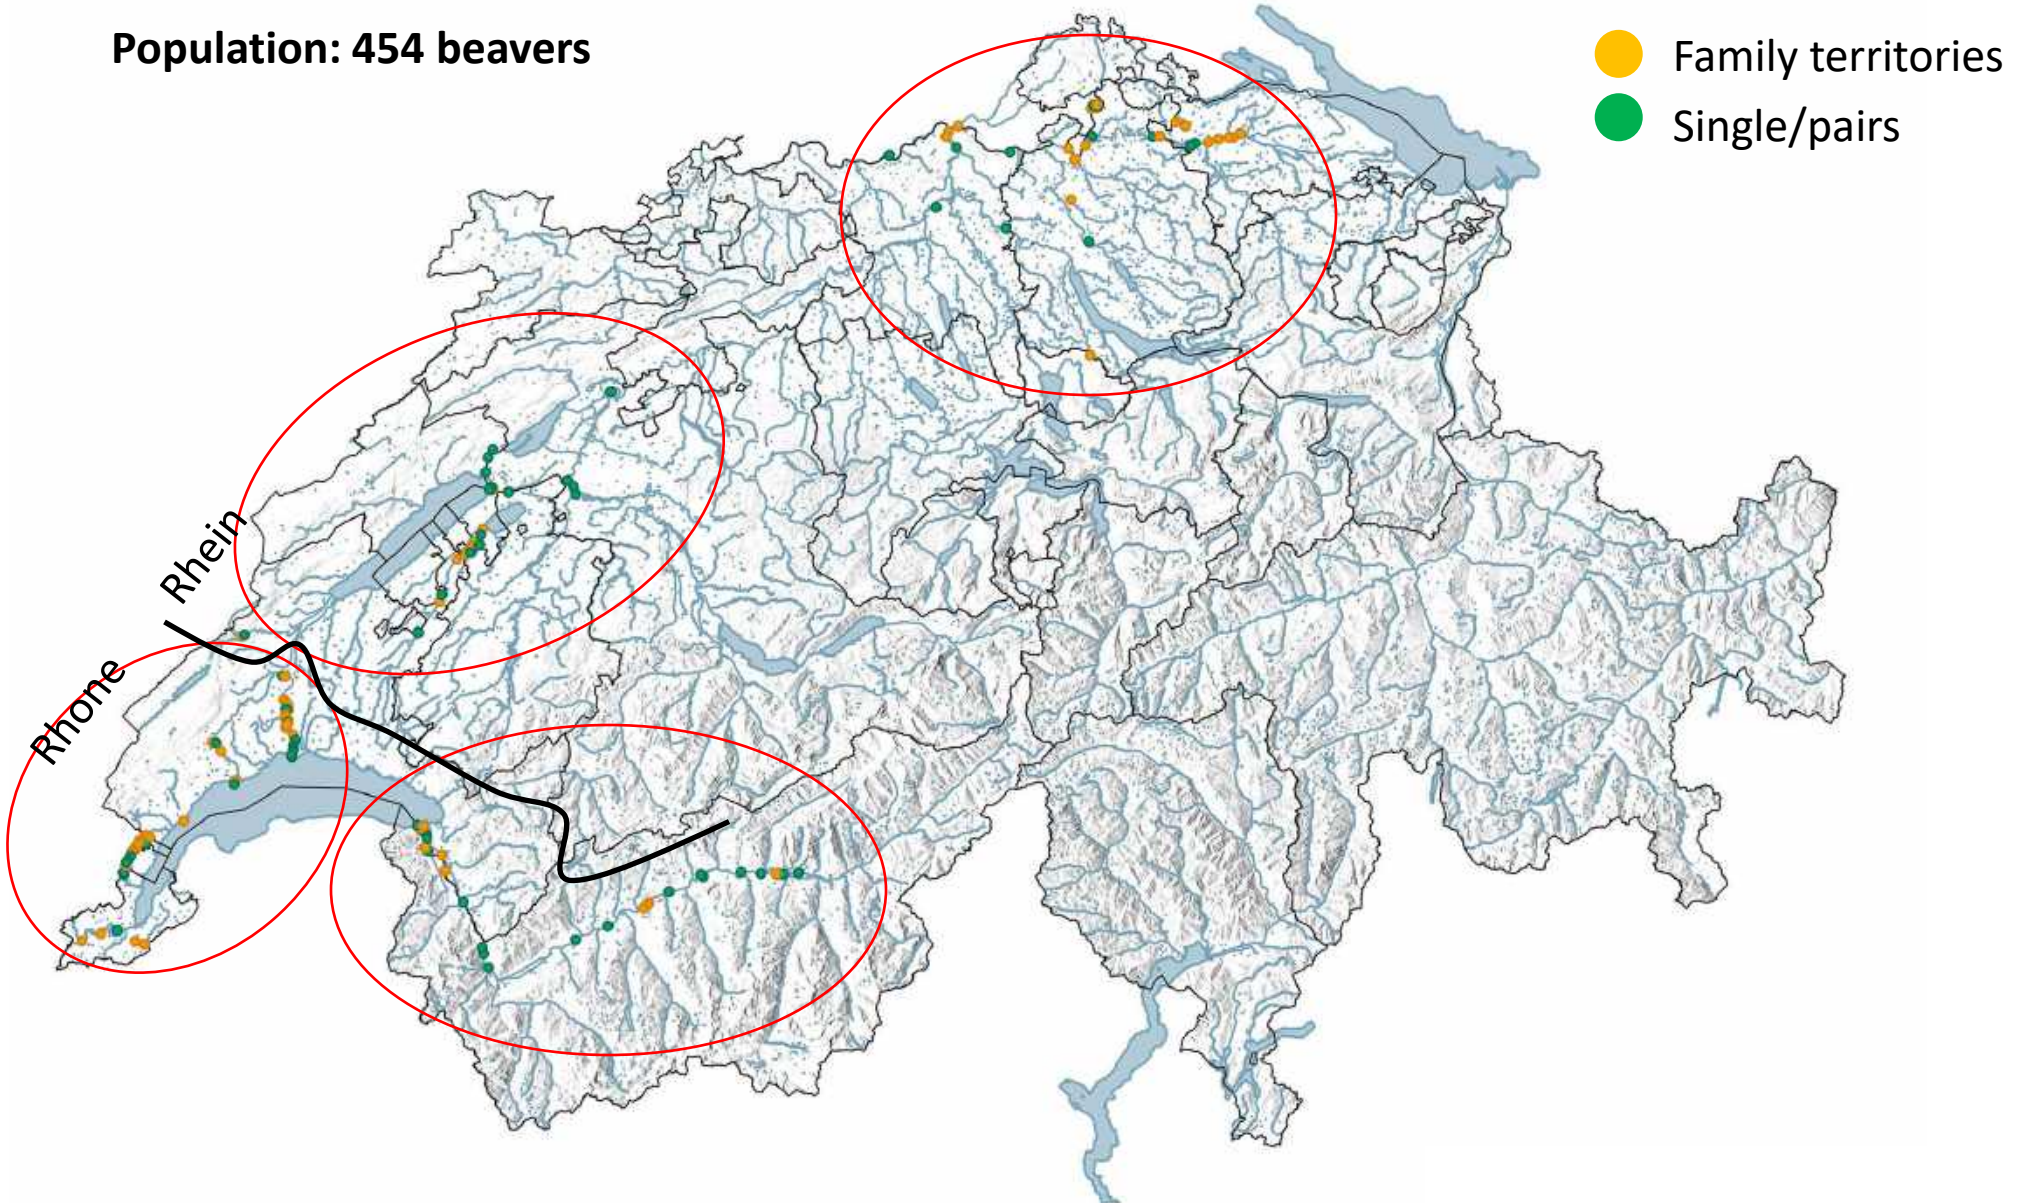 Population: 454 beavers
Family territories
Single/pairs
Rhein
Rhone